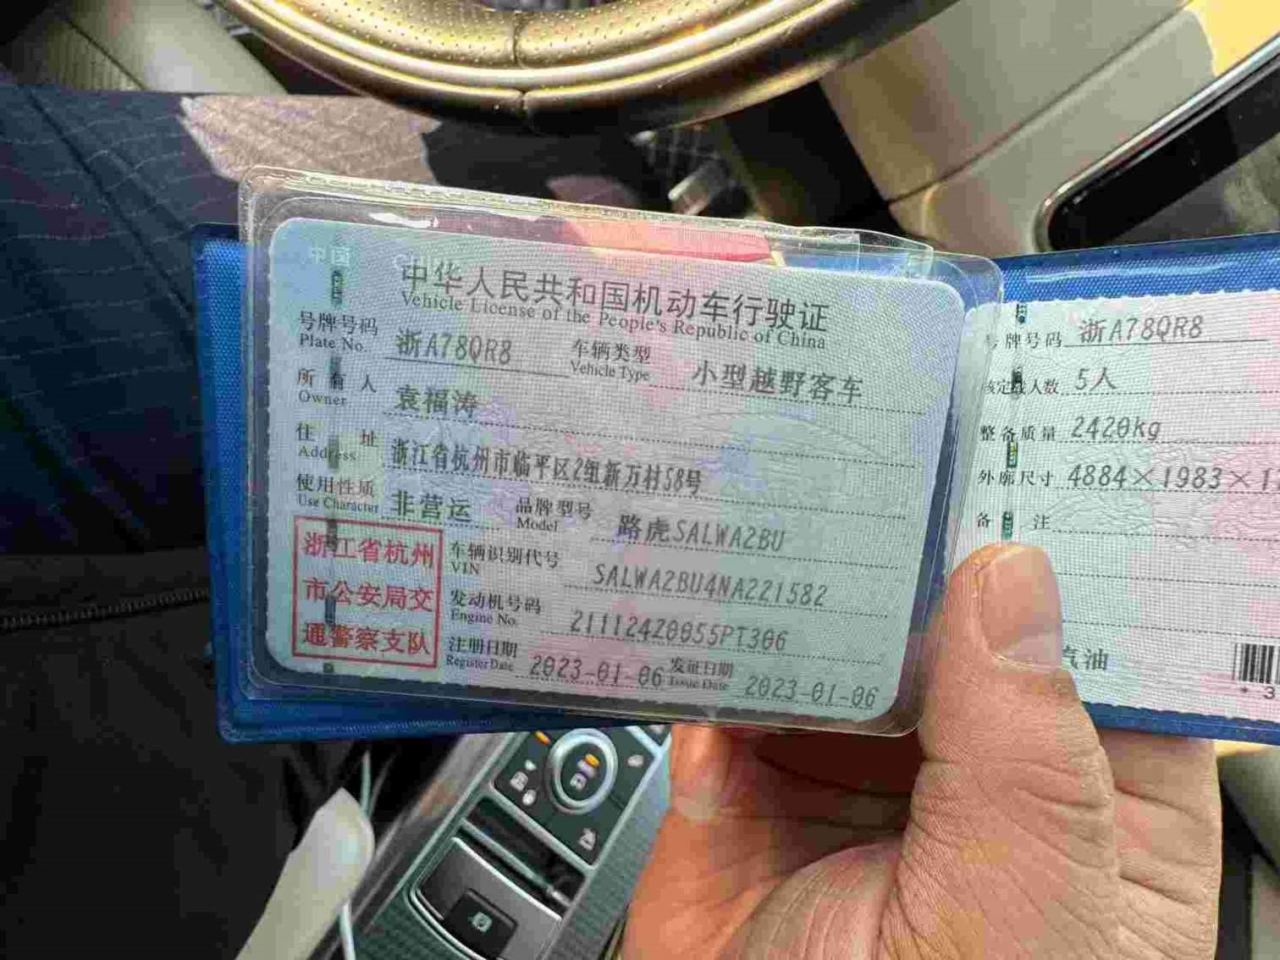 中国
中华人民共和国机动车行驶证
Vehicle License of the People's Republic of China
号牌号码 浙A78QR8 车辆类型 小型越野客车
Plate No. Vehicle Type
所有人 袁福涛
Owner
住址 浙江省杭州市临平区2组新万村58号
Address
使用性质 非营运 品牌型号 路虎SALWA2BU
Use Character Model
浙江省杭州
市公安局交
通警察支队
车辆识别代号 SALWA2BU4NA221582
VIN
发动机号码 21112420055PT306
Engine No.
注册日期 2023-01-06 发证日期 2023-01-06
Register Date Issue Date
号牌号码 浙A78QR8
核定载人数 5人
整备质量 2420kg
外廓尺寸 4884×1983×1
备注
汽油